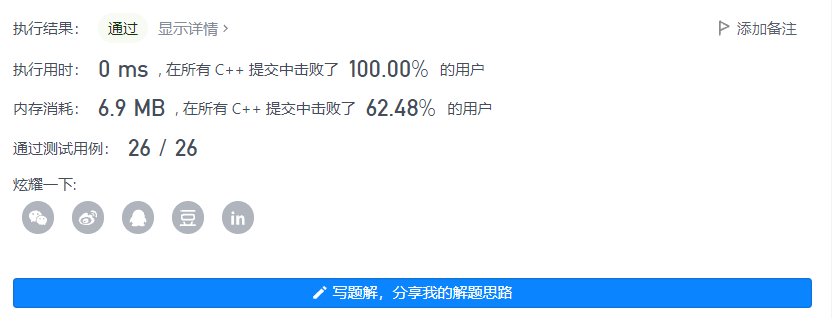 执行结果： 通过 显示详情 › 添加备注
执行用时： 0 ms , 在所有 C++ 提交中击败了 100.00% 的用户
内存消耗： 6.9 MB , 在所有 C++ 提交中击败了 62.48% 的用户
通过测试用例： 26 / 26
炫耀一下:
豆 in
写题解，分享我的解题思路